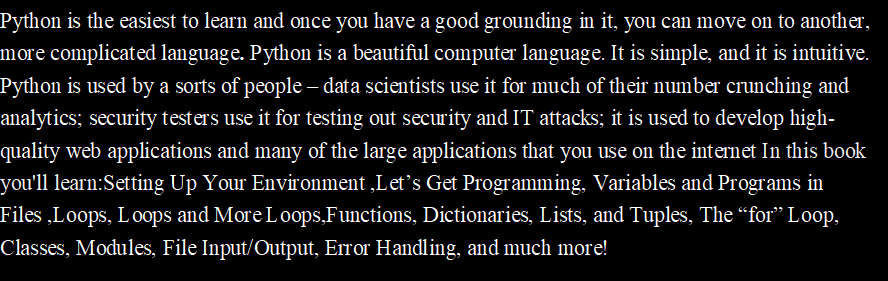 Python is the easiest to learn and once you have a good grounding in it, you can move on to another,
more complicated language. Python is a beautiful computer language. It is simple, and it is intuitive.
Python is used by a sorts of people – data scientists use it for much of their number crunching and
analytics; security testers use it for testing out security and IT attacks; it is used to develop high-
quality web applications and many of the large applications that you use on the internet In this book
you'll learn:Setting Up Your Environment ,Let’s Get Programming, Variables and Programs in
Files ,Loops, Loops and More Loops,Functions, Dictionaries, Lists, and Tuples, The “for” Loop,
Classes, Modules, File Input/Output, Error Handling, and much more!